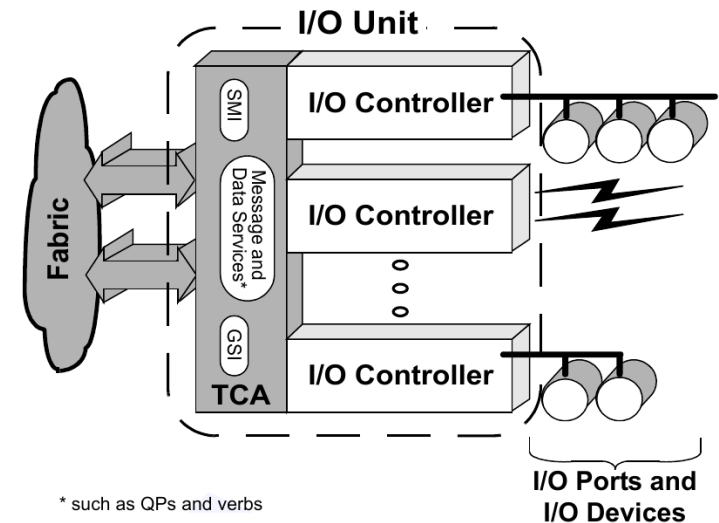 I/O Unit
SMI
I/O Controller
Fabric
Message and
Data Services*
I/O Controller
GSI
I/O Controller
TCA
I/O Ports and
I/O Devices
* such as QPs and verbs